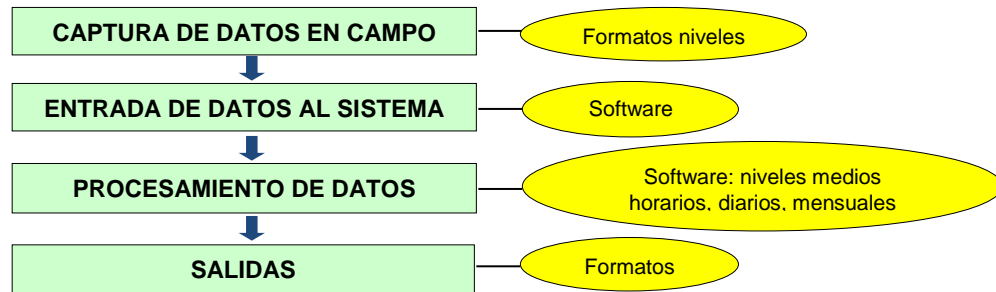 CAPTURA DE DATOS EN CAMPO
Formatos niveles
ENTRADA DE DATOS AL SISTEMA
Software
PROCESAMIENTO DE DATOS
Software: niveles medios
horarios, diarios, mensuales
SALIDAS
Formatos